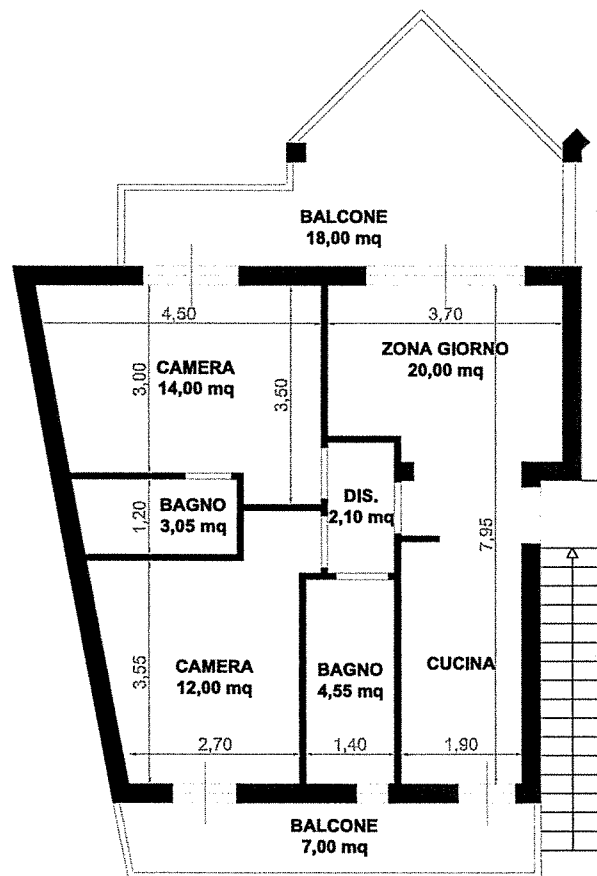 BALCONE
18,00 mq
4,50
3,70
ZONA GIORNO
20,00 mq
CAMERA
14,00 mq
3,00
3,50
BAGNO
3,05 mq
1,20
DIS.
2,10 mq
7,95
CAMERA
12,00 mq
3,55
BAGNO
4,55 mq
CUCINA
2,70
1,40
1,90
BALCONE
7,00 mq